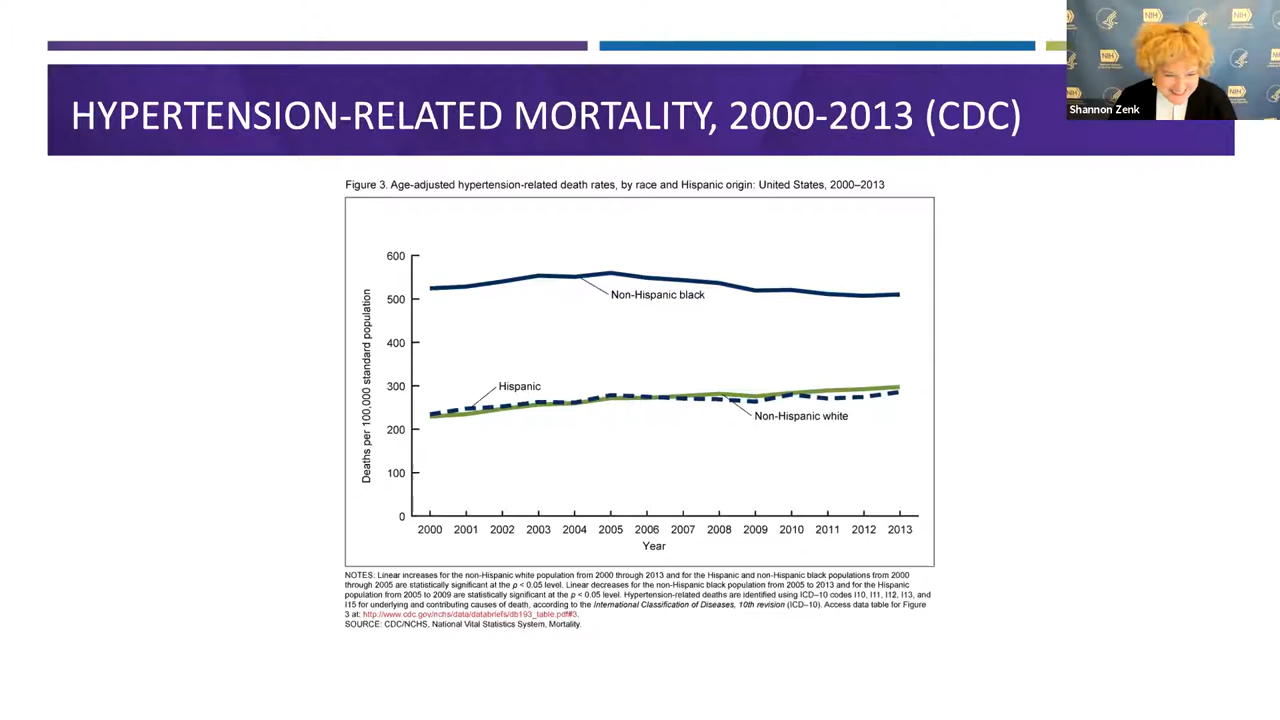 HYPERTENSION-RELATED MORTALITY, 2000-2013 (CDC)
NIH
NIH
NIH
NIH
NIH
Shannon Zenk
Figure 3. Age-adjusted hypertension-related death rates, by race and Hispanic origin: United States, 2000–2013
Deaths per 100,000 standard population
600
500
400
300
200
100
0
Non-Hispanic black
Hispanic
Non-Hispanic white
2000 2001 2002 2003 2004 2005 2006 2007 2008 2009 2010 2011 2012 2013
Year
NOTES: Linear increases for the non-Hispanic white population from 2000 through 2013 and for the Hispanic and non-Hispanic black populations from 2000
through 2005 are statistically significant at the p < 0.05 level. Linear decreases for the non-Hispanic black population from 2005 to 2013 and for the Hispanic
population from 2005 to 2009 are statistically significant at the p < 0.05 level. Hypertension-related deaths are identified using ICD–10 codes I10, I11, I12, I13, and
I15 for underlying and contributing causes of death, according to the International Classification of Diseases, 10th revision (ICD–10). Access data table for Figure
3 at: http://www.cdc.gov/nchs/data/databriefs/db193_table.pdf#3.
SOURCE: CDC/NCHS, National Vital Statistics System, Mortality.